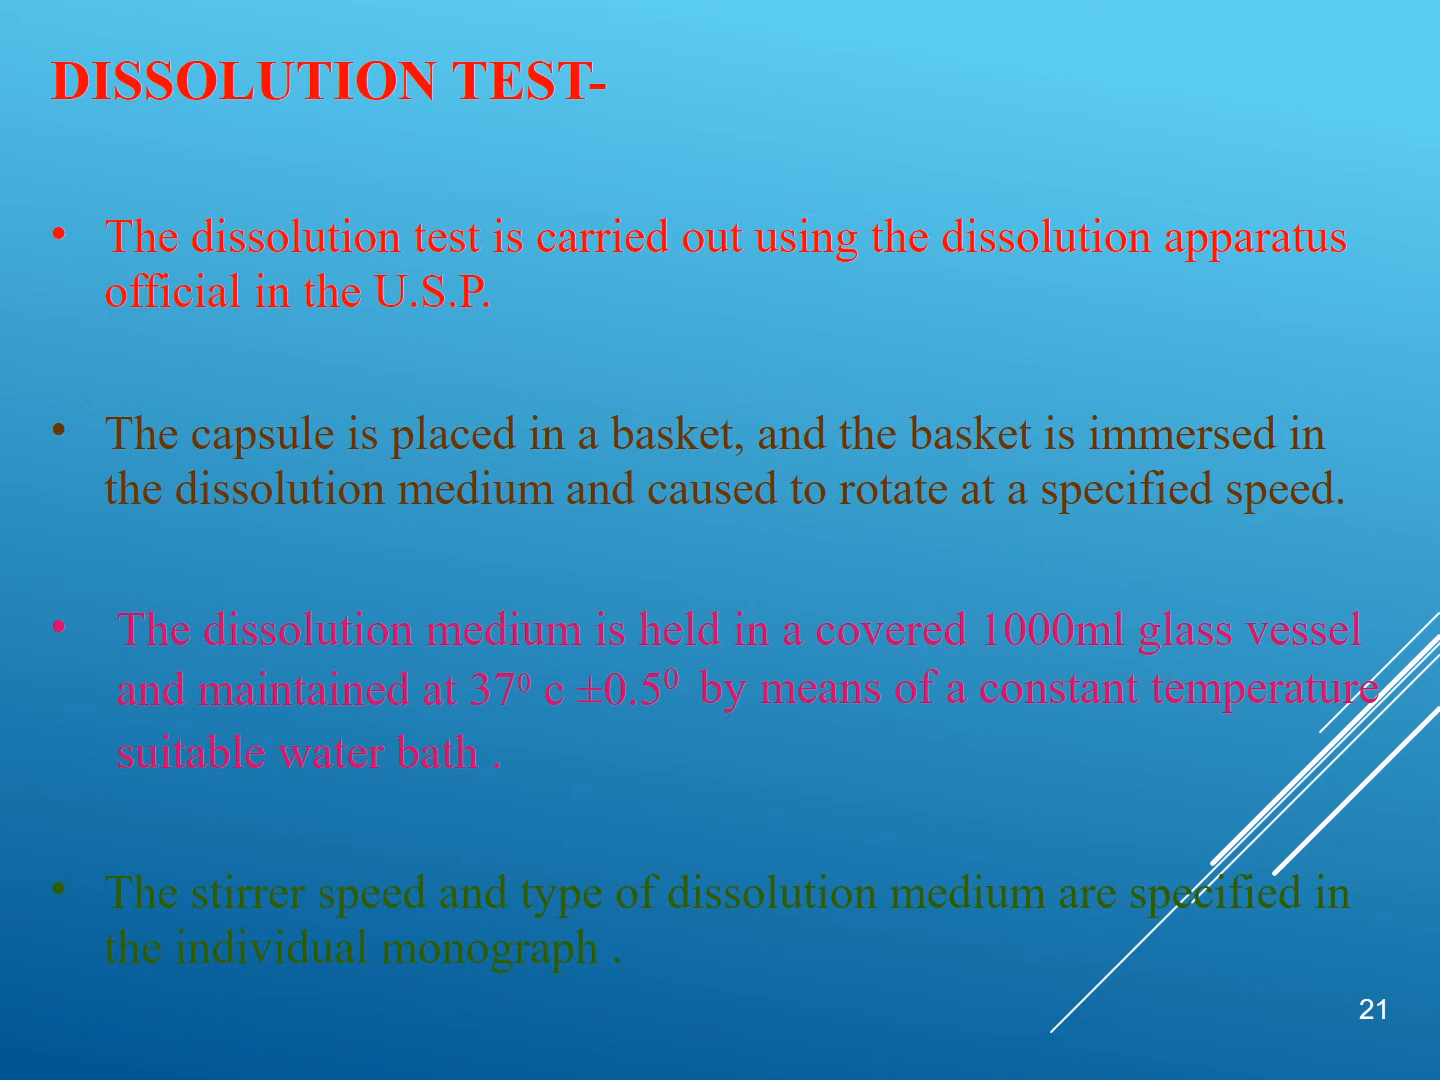 DISSOLUTION TEST-
• The dissolution test is carried out using the dissolution apparatus
official in the U.S.P.
• The capsule is placed in a basket, and the basket is immersed in
the dissolution medium and caused to rotate at a specified speed.
• The dissolution medium is held in a covered 1000ml glass vessel
and maintained at 37⁰ c ±0.5⁰ by means of a constant temperature
suitable water bath .
• The stirrer speed and type of dissolution medium are specified in
the individual monograph .
21